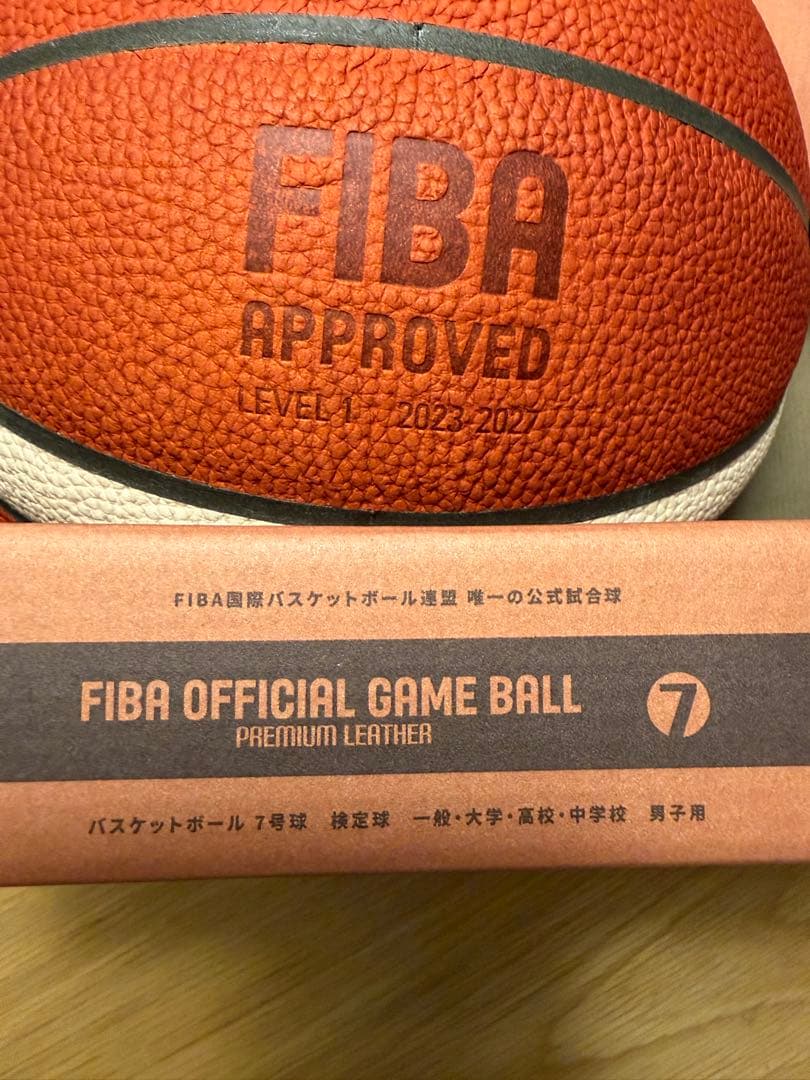 FIBA
APPROVED
LEVEL 1 2023-2027
FIBA国際バスケットボール連盟 唯一の公式試合球
FIBA OFFICIAL GAME BALL 7
PREMIUM LEATHER
バスケットボール 7号球 検定球 一般・大学・高校・中学校 男子用